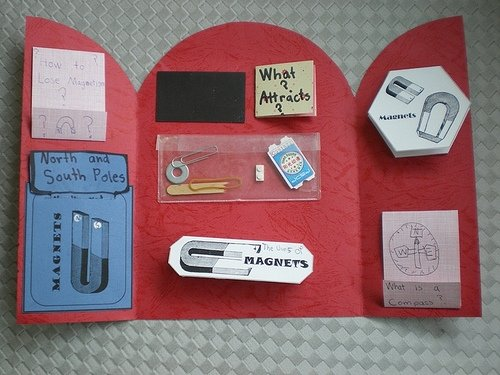 ? ?
How to
Lose Magnetism
?
? ?
North and
South Poles
MAGNETS
What
?
Attracts
?
The Uses of
MAGNETS
Magnets
N
W E
What is a
Compass?